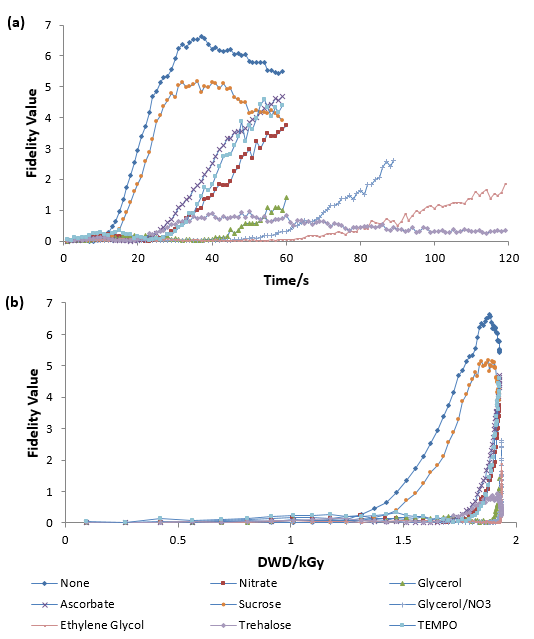 (a)
7
6
5
4
3
2
1
0
Fidelity Value
0 20 40 60 80 100 120
Time/s
(b)
7
6
5
4
3
2
1
0
Fidelity Value
0 0.5 1 1.5 2
DWD/kGy
None Nitrate Glycerol
Ascorbate Sucrose Glycerol/NO3
Ethylene Glycol Trehalose TEMPO